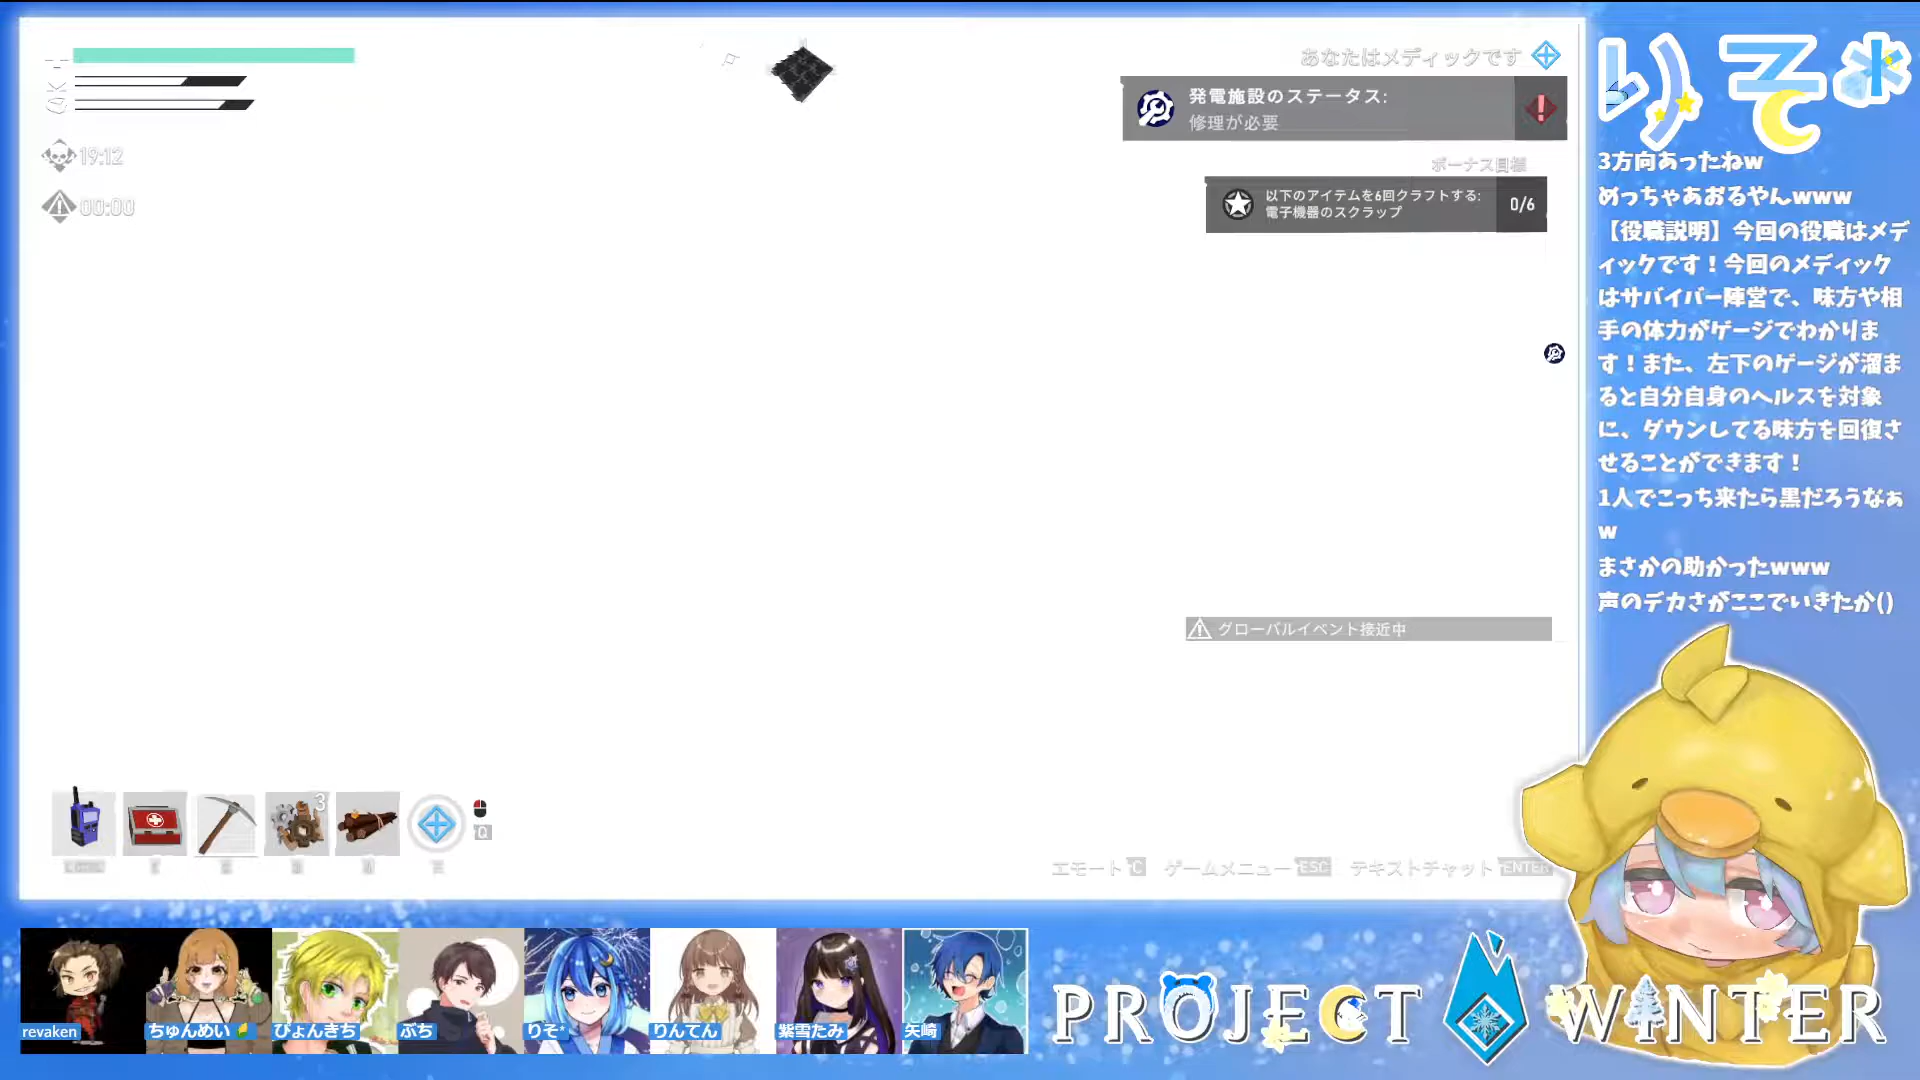 あなたはメディックです
発電施設のステータス:
修理が必要
ボーナス目標
以下のアイテムを6回クラフトする:
電子機器のスクラップ
0/6
19:12
00:00
グローバルイベント接近中
3
Q
エモート C ゲームメニュー ESC テキストチャット ENTER
りそ*
3方向あったねw
めっちゃあおるやんwww
【役職説明】今回の役職はメデ
ィックです！今回のメディック
はサバイバー陣営で、味方や相
手の体力がゲージでわかりま
す！また、左下のゲージが溜ま
ると自分自身のヘルスを対象
に、ダウンしてる味方を回復さ
せることができます！
1人でこっち来たら黒だろうなぁ
w
まさかの助かったwww
声のデカさがここでいきたか()
revaken
ちゅんめい
ぴょんきち
ぷち
りそ*
りんてん
紫雪たみ
矢崎
PROJECT WINTER